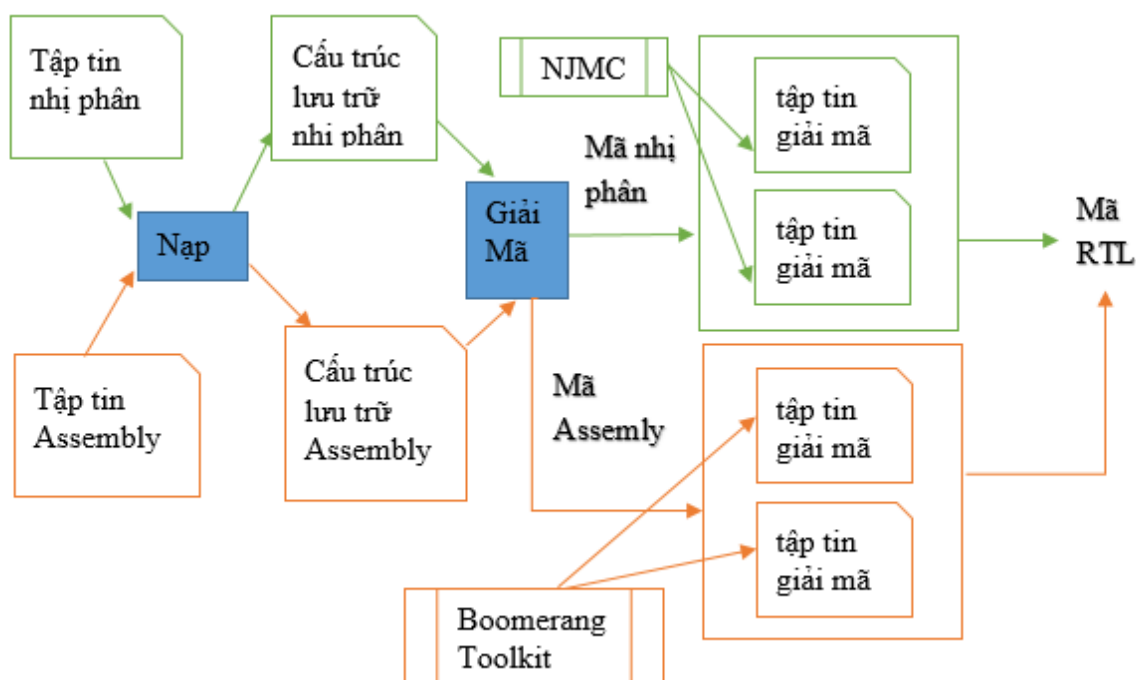 Tập tin
nhị phân
Cấu trúc
lưu trữ
nhị phân
NJMC
tập tin
giải mã
Mã nhị
phân
Nạp
Giải
Mã
tập tin
giải mã
Mã
RTL
Tập tin
Assembly
Cấu trúc
lưu trữ
Assembly
Mã
Assemly
tập tin
giải mã
tập tin
giải mã
Boomerang
Toolkit